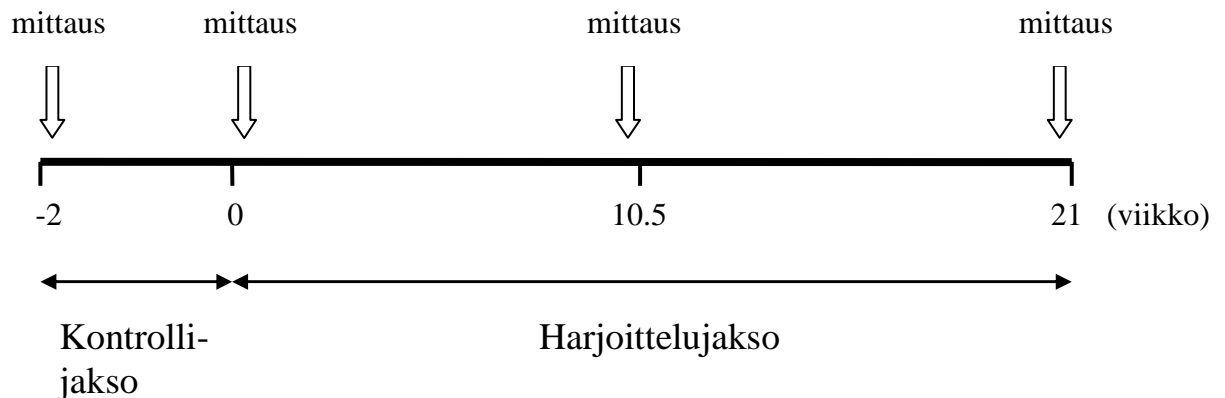 mittaus mittaus mittaus mittaus
-2 0 10.5 21 (viikko)
Kontrolli- Harjoittelujakso
jakso